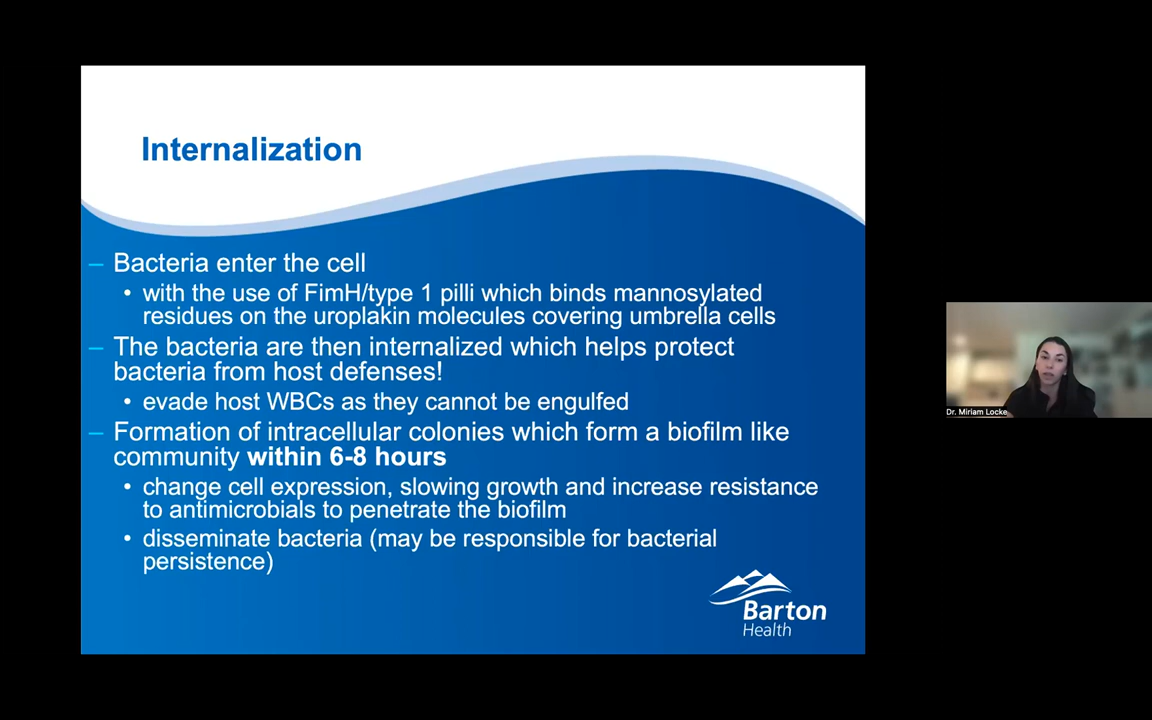 Internalization
– Bacteria enter the cell
• with the use of FimH/type 1 pilli which binds mannosylated
residues on the uroplakin molecules covering umbrella cells
– The bacteria are then internalized which helps protect
bacteria from host defenses!
• evade host WBCs as they cannot be engulfed
– Formation of intracellular colonies which form a biofilm like
community within 6-8 hours
• change cell expression, slowing growth and increase resistance
to antimicrobials to penetrate the biofilm
• disseminate bacteria (may be responsible for bacterial
persistence)
Barton
Health
Dr. Miriam Locke